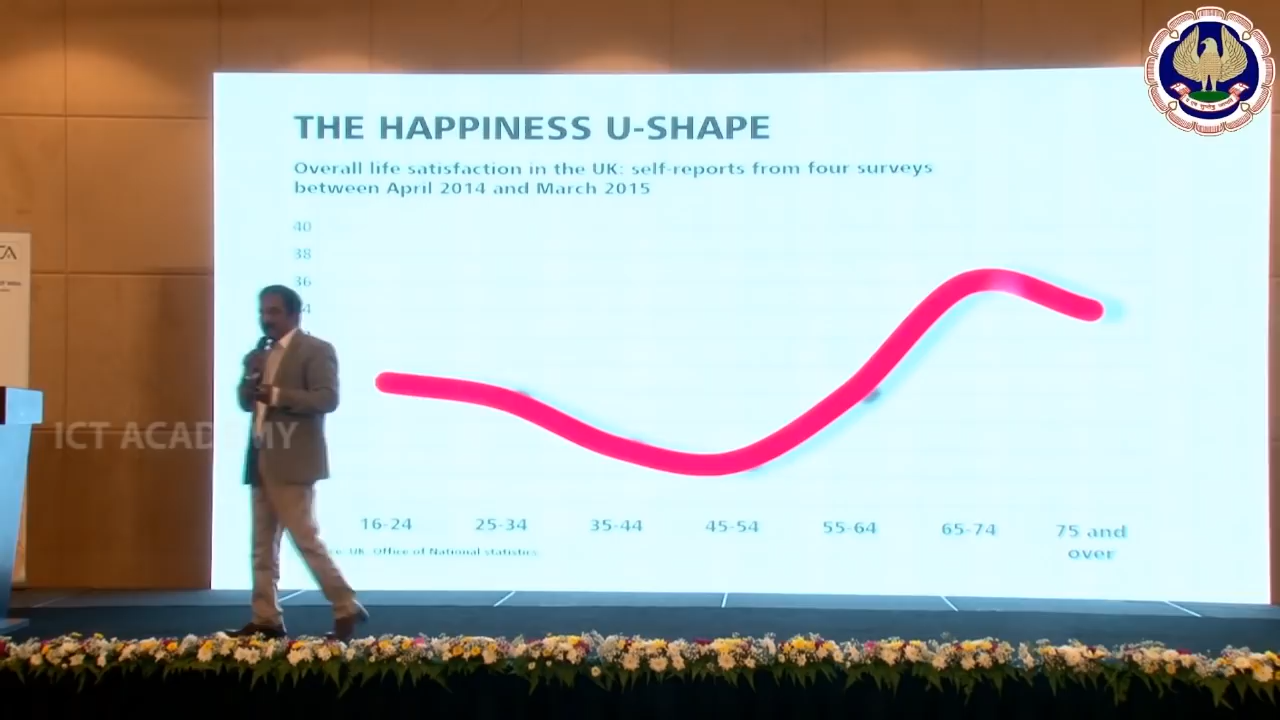 THE HAPPINESS U-SHAPE
Overall life satisfaction in the UK: self-reports from four surveys
between April 2014 and March 2015
40
38
36
ICT ACADEMY
16-24 25-34 35-44 45-54 55-64 65-74 75 and
over
UK: Office of National statistics